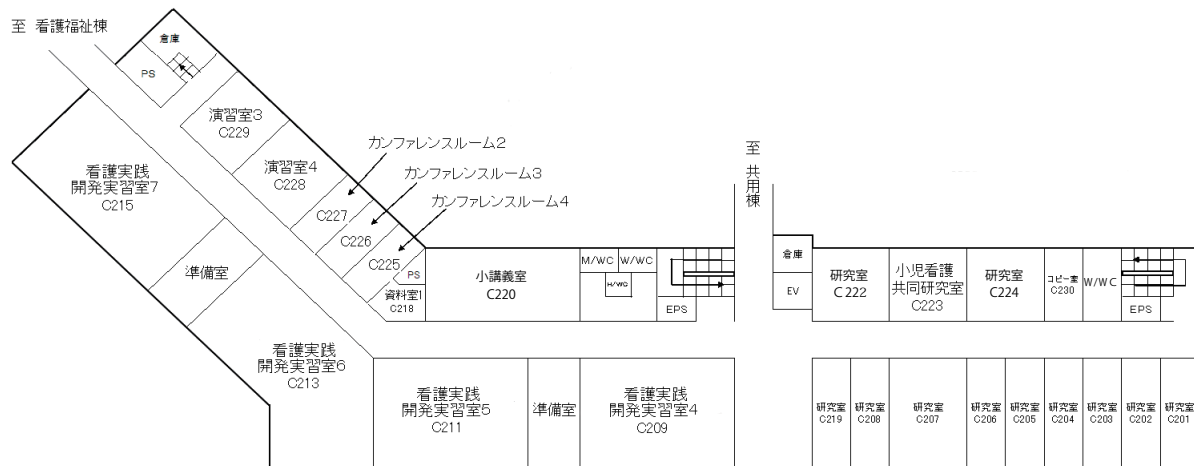 至 看護福祉棟
倉庫
PS
演習室3
C229
演習室4
C228
カンファレンスルーム2
カンファレンスルーム3
カンファレンスルーム4
C227
C226
C225
PS
資料室1
C218
看護実践
開発実習室7
C215
準備室
看護実践
開発実習室6
C213
小講義室
C220
M/WC
W/WC
H/WC
EPS
至 共用棟
倉庫
EV
研究室
C222
小児看護
共同研究室
C223
研究室
C224
コピー室
C230
W/WC
EPS
看護実践
開発実習室5
C211
準備室
看護実践
開発実習室4
C209
研究室
C219
研究室
C208
研究室
C207
研究室
C206
研究室
C205
研究室
C204
研究室
C203
研究室
C202
研究室
C201